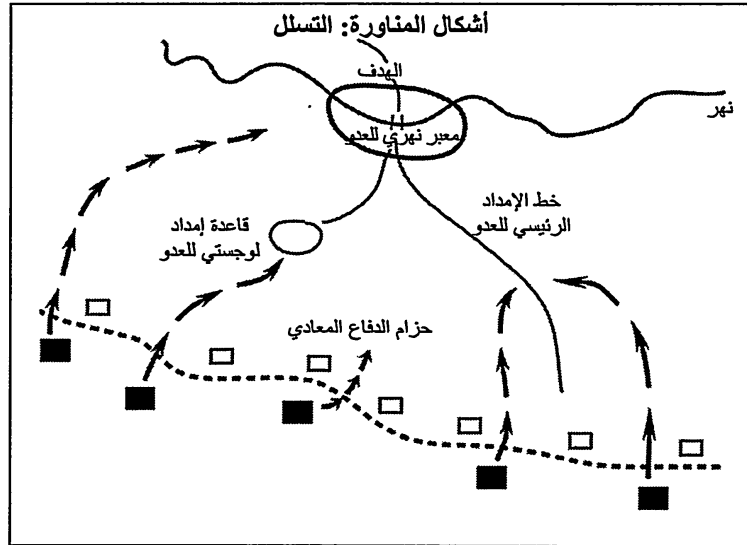 أشكال المناورة: التسلل
الهدف
نهر
معبر نهري للعدو
خط الإمداد
الرئيسي للعدو
قاعدة إمداد
لوجستي للعدو
حزام الدفاع المعادي